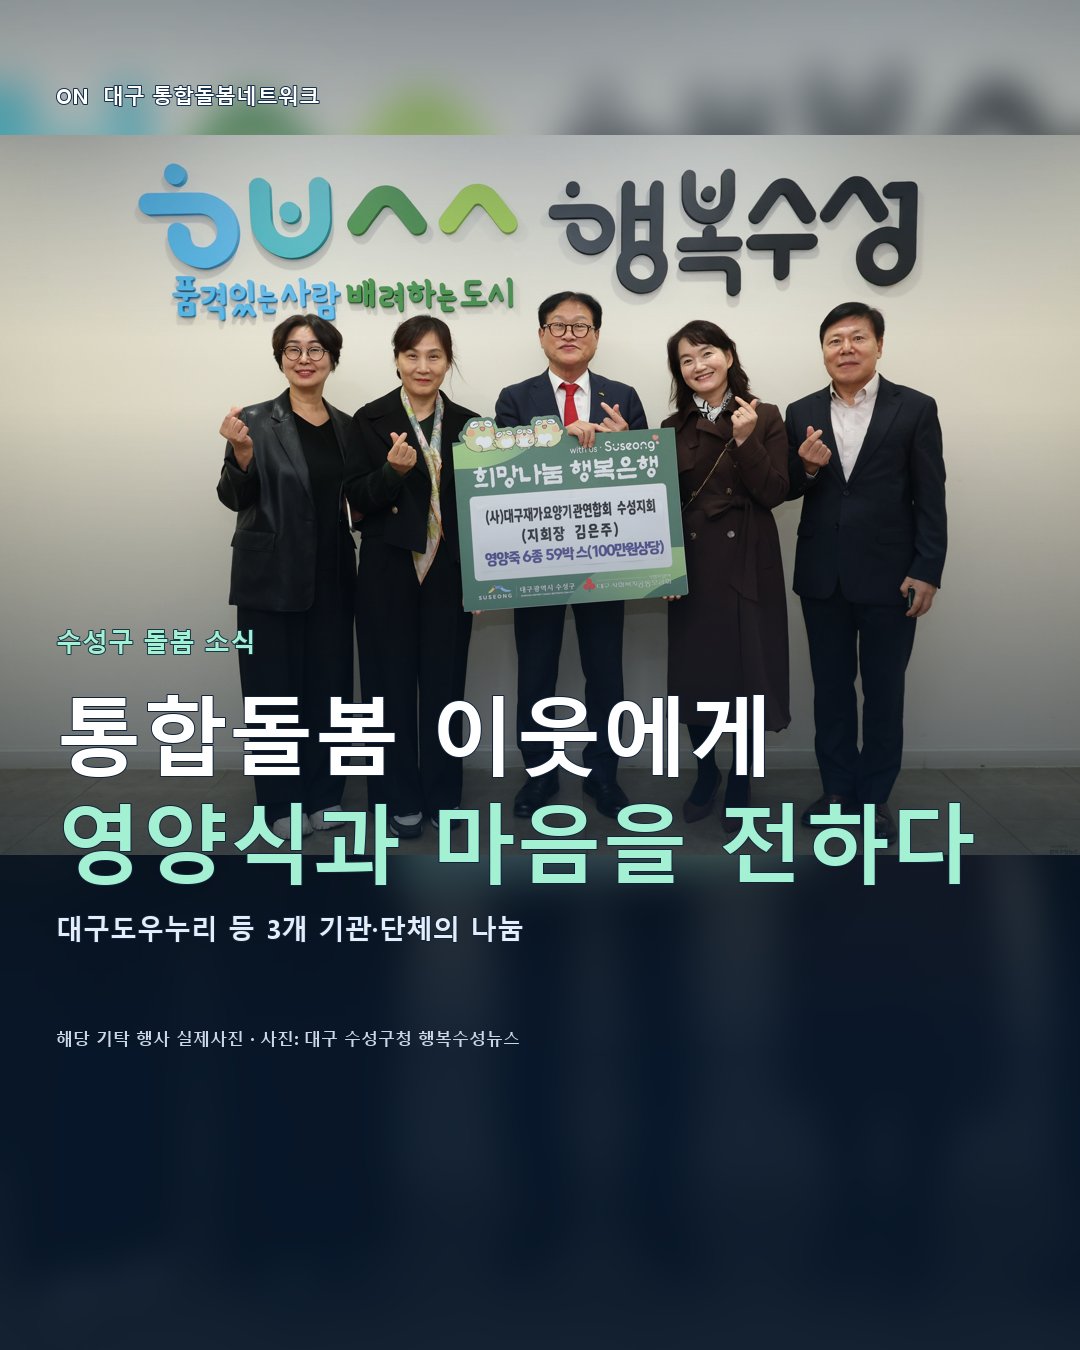 ON 대구 통합돌봄네트워크
행복수성
품격있는사람 배려하는도시
with us · Suseong
희망나눔 행복은행
(사)대구재가요양기관연합회 수성지회
(지회장 김은주)
영양죽 6종 59박스(100만원상당)
SUSEONG 대구광역시 수성구
수성구 돌봄 소식
통합돌봄 이웃에게
영양식과 마음을 전하다
대구도우누리 등 3개 기관·단체의 나눔
해당 기탁 행사 실제사진 · 사진: 대구 수성구청 행복수성뉴스